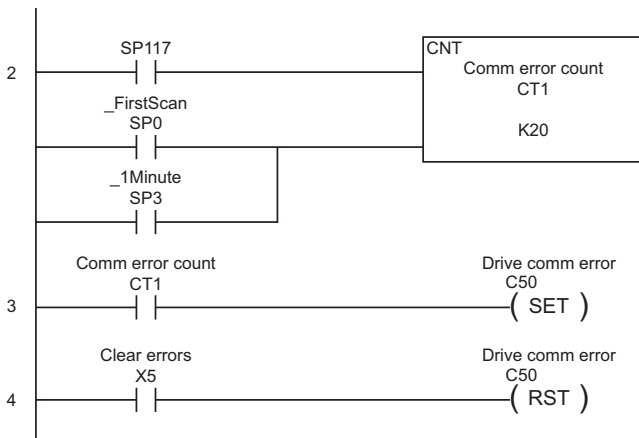 SP117
CNT
Comm error count
CT1
K20
2
_FirstScan
SP0
_1Minute
SP3
Comm error count
CT1
Drive comm error
C50
3
( SET )
Clear errors
X5
Drive comm error
C50
4
( RST )